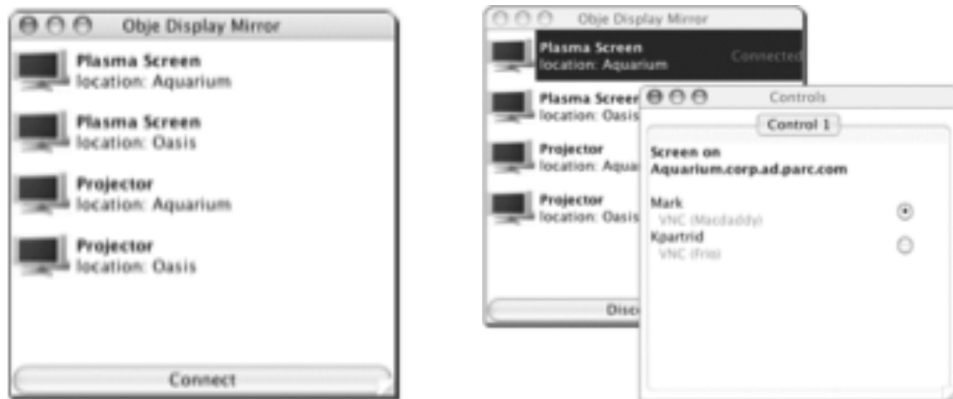 Obje Display Mirror
Plasma Screen
location: Aquarium
Plasma Screen
location: Oasis
Projector
location: Aquarium
Projector
location: Oasis
Connect
Obje Display Mirror
Plasma Screen
location: Aquarium
Connected
Plasma Screen
location: Oasis
Projector
location: Aqua
Projector
location: Oasis
Disc
Controls
Control 1
Screen on
Aquarium.corp.ad.parc.com
Mark
VNC (Macdaddy)
Kpartrid
VNC (Frio)